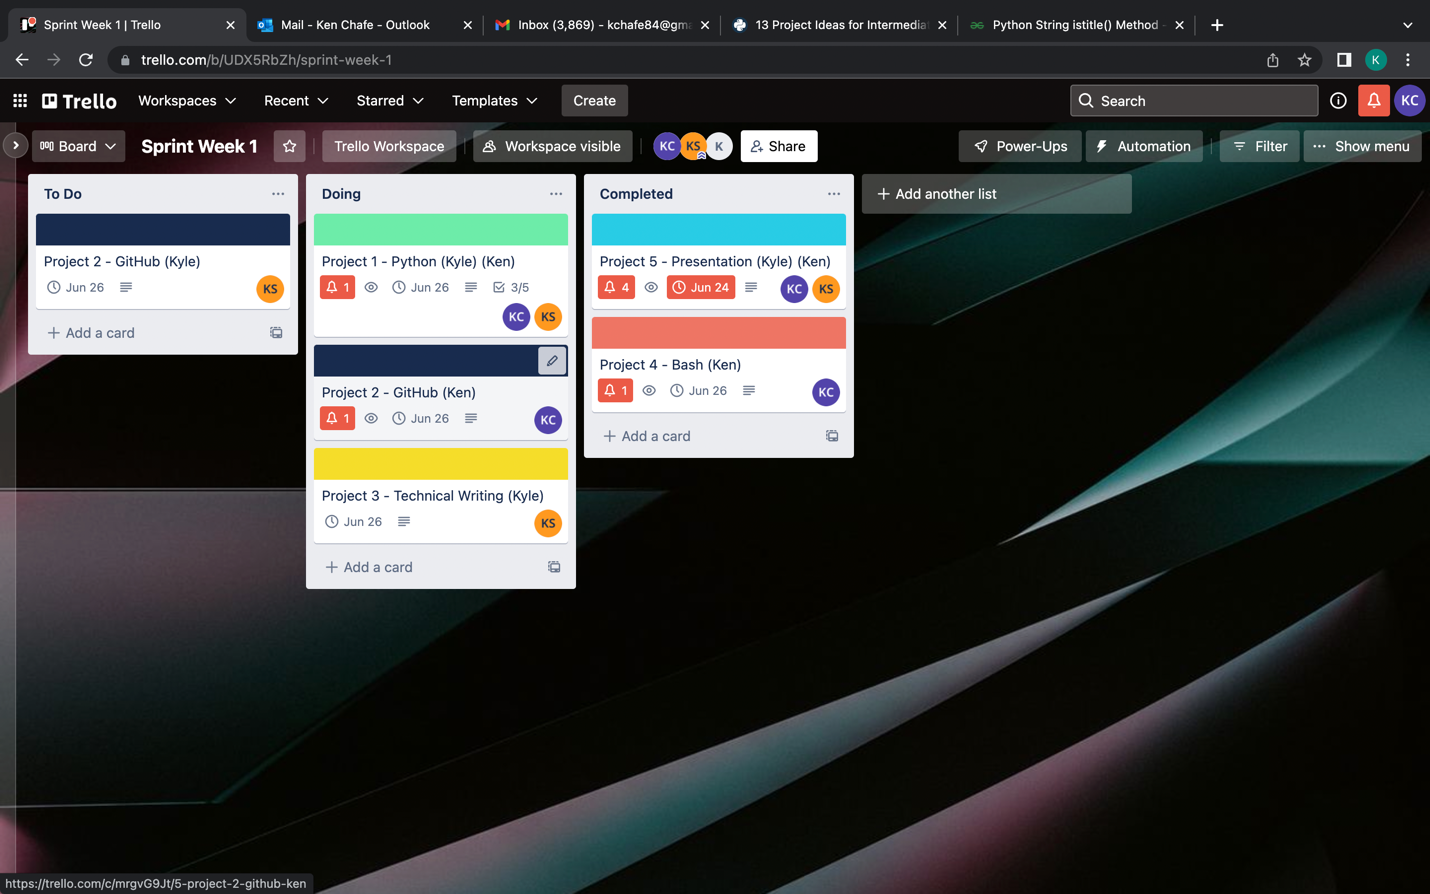 Sprint Week 1 | Trello
Mail - Ken Chafe - Outlook
Inbox (3,869) - kchafe84@gm
13 Project Ideas for Intermedia
Python String istitle() Method -
trello.com/b/UDX5RbZh/sprint-week-1
K
Trello
Workspaces
Recent
Starred
Templates
Create
Search
KC
Board
Sprint Week 1
Trello Workspace
Workspace visible
KC
KS
K
Share
Power-Ups
Automation
Filter
Show menu
To Do
Project 2 - GitHub (Kyle)
Jun 26
KS
Add a card
Doing
Project 1 - Python (Kyle) (Ken)
1
Jun 26
3/5
KC
KS
Project 2 - GitHub (Ken)
1
Jun 26
KC
Project 3 - Technical Writing (Kyle)
Jun 26
KS
Add a card
Completed
Project 5 - Presentation (Kyle) (Ken)
4
Jun 24
KC
KS
Project 4 - Bash (Ken)
1
Jun 26
KC
Add a card
Add another list
https://trello.com/c/mrgvG9Jt/5-project-2-github-ken